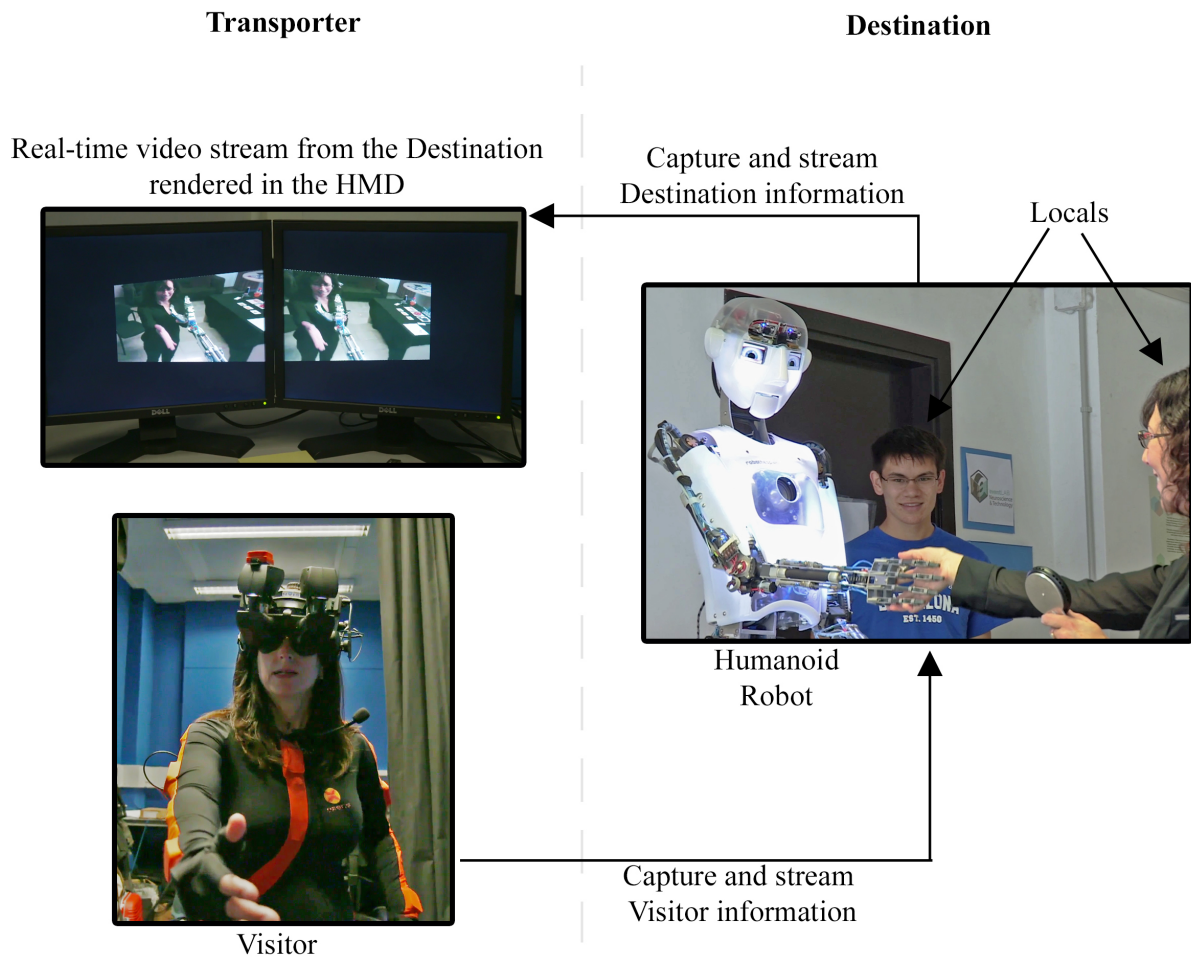 Transporter
Destination
Real-time video stream from the Destination
rendered in the HMD
Capture and stream
Destination information
Locals
DELL
DELL
EST. 1450
Humanoid
Robot
Capture and stream
Visitor information
Visitor